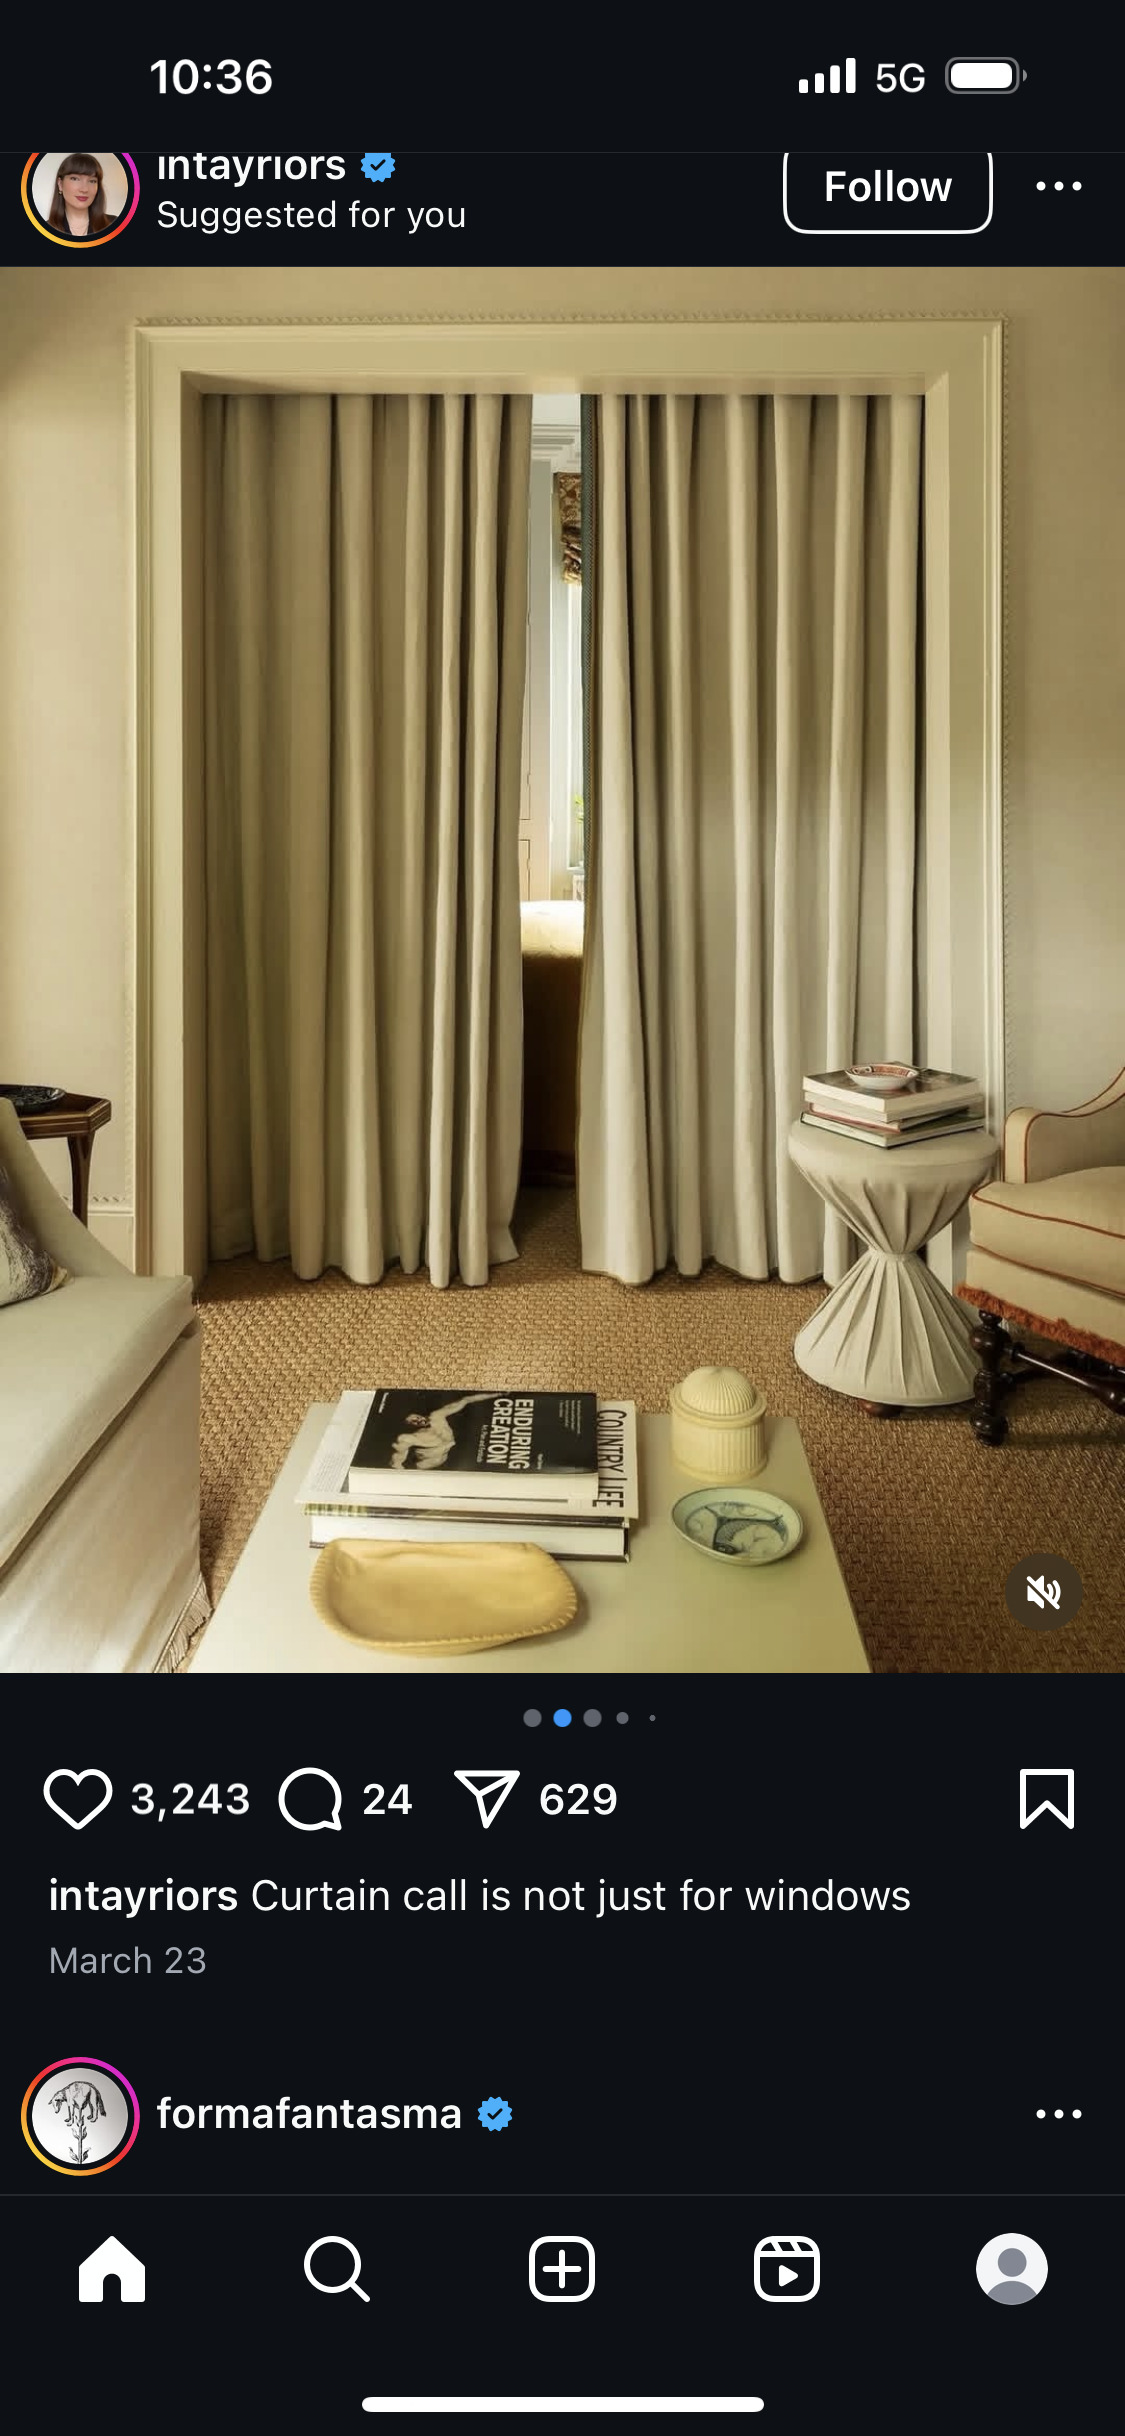 10:36
5G
intayriors
Suggested for you
Follow
ENDURING
CREATION
COUNTRY LIFE
3,243
24
629
intayriors Curtain call is not just for windows
March 23
formafantasma